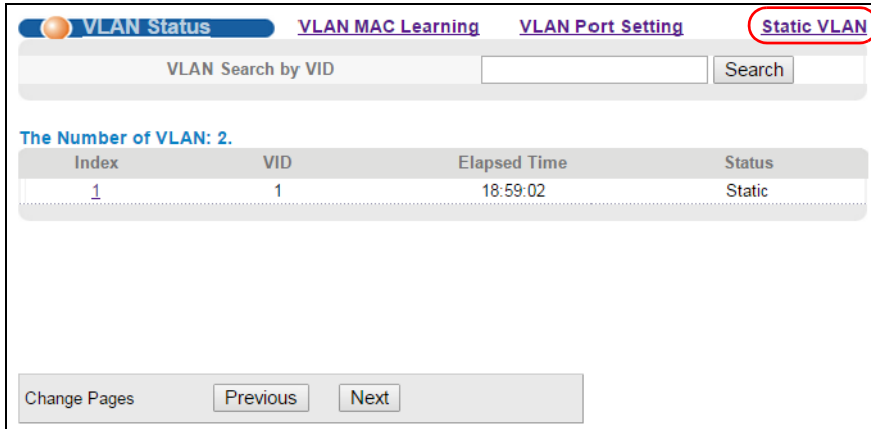 VLAN Status VLAN MAC Learning VLAN Port Setting Static VLAN
VLAN Search by VID Search
The Number of VLAN: 2.
Index VID Elapsed Time Status
1 1 18:59:02 Static
Change Pages Previous Next